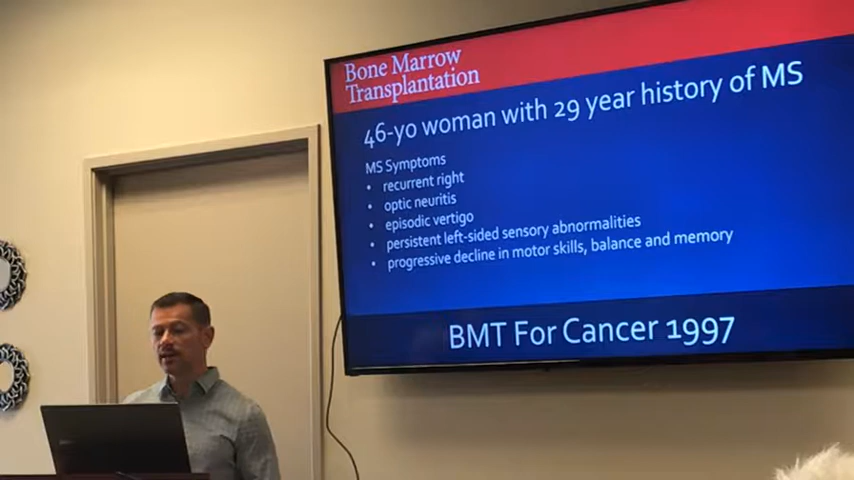 Bone Marrow
Transplantation
46-yo woman with 29 year history of MS
MS Symptoms
• recurrent right
• optic neuritis
• episodic vertigo
• persistent left-sided sensory abnormalities
• progressive decline in motor skills, balance and memory
BMT For Cancer 1997